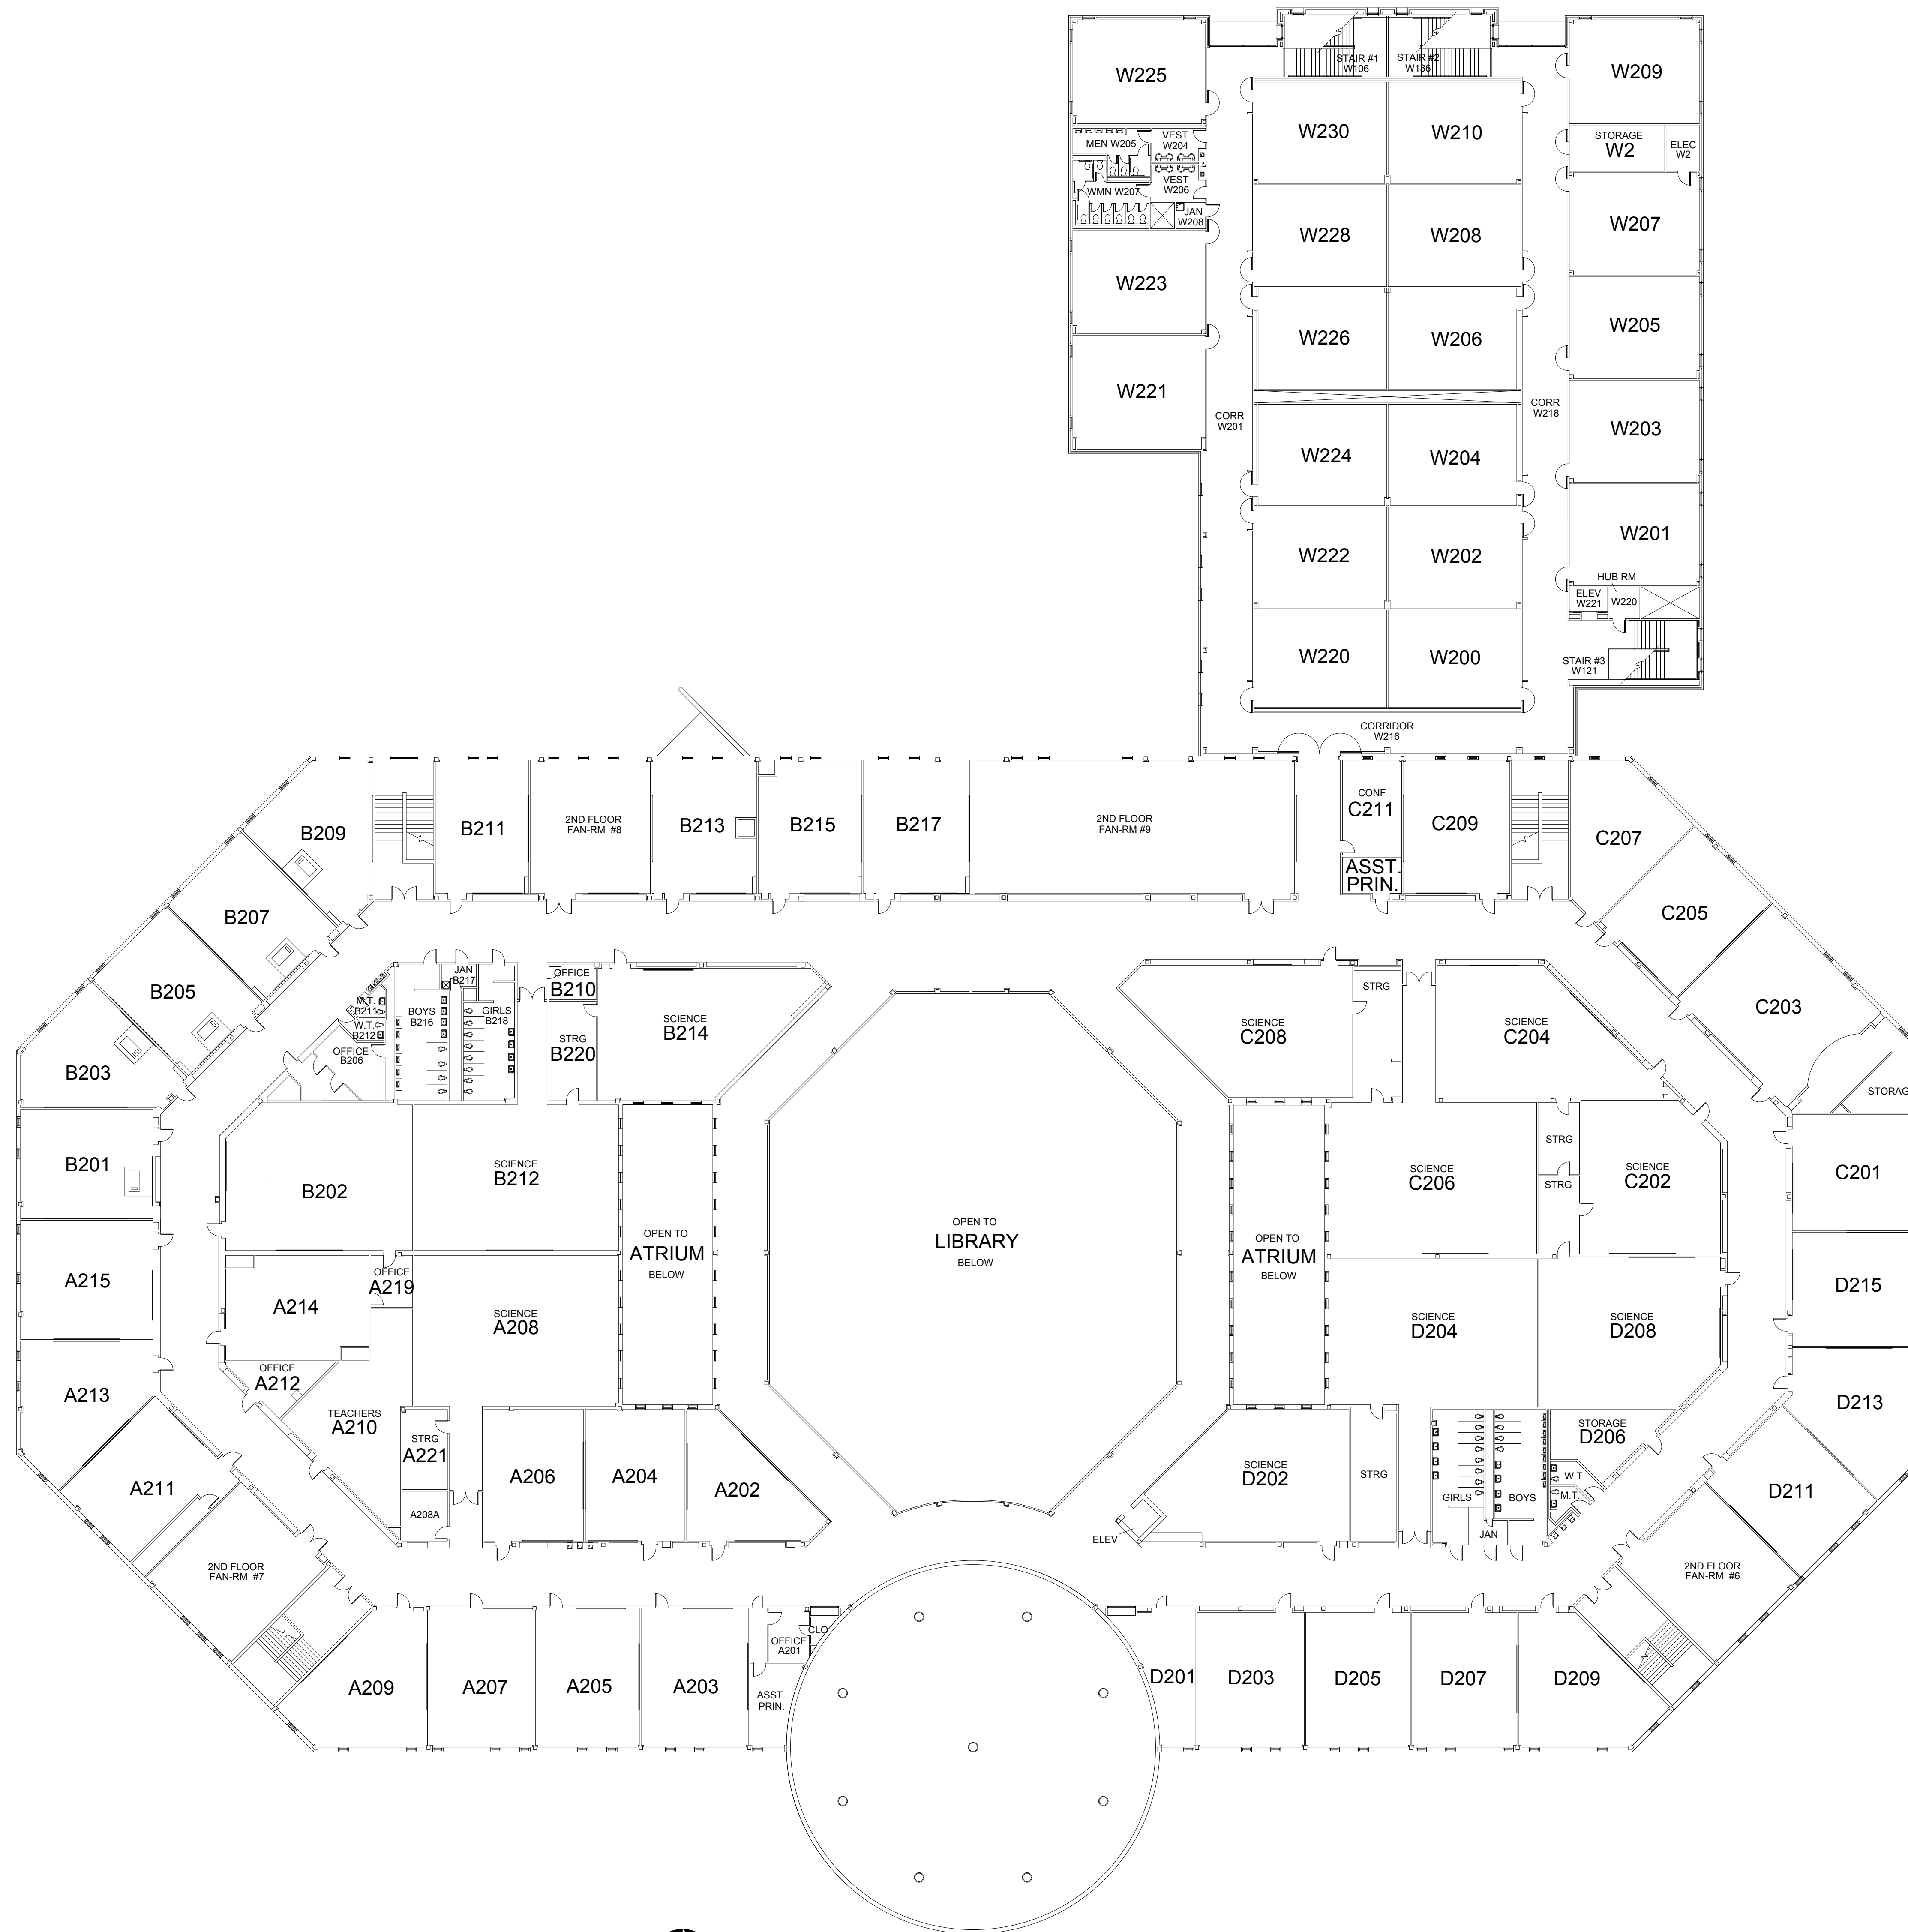 STAIR #1
W106
STAIR #2
W136
W225
W209
W230
W210
MEN W205
VEST
W204
STORAGE
W2
ELEC
W2
VEST
W206
WMN W207
JAN
W208
W228
W208
W207
W223
W226
W206
W205
W221
CORR
W201
CORR
W218
W203
W224
W204
W201
W222
W202
HUB RM
ELEV
W221
W220
W220
W200
STAIR #3
W121
CORRIDOR
W216
B209
B211
2ND FLOOR
FAN-RM #8
B213
B215
B217
2ND FLOOR
FAN-RM #9
CONF
C211
ASST.
PRIN.
C209
C207
B207
C205
B205
M.T.
B211
W.T.
B212
OFFICE
B206
BOYS
B216
JAN
B217
GIRLS
B218
OFFICE
B210
STRG
B220
SCIENCE
B214
SCIENCE
C208
STRG
SCIENCE
C204
C203
B203
STORAG
B201
B202
SCIENCE
B212
OPEN TO
ATRIUM
BELOW
OPEN TO
LIBRARY
BELOW
OPEN TO
ATRIUM
BELOW
SCIENCE
C206
STRG
STRG
SCIENCE
C202
C201
A215
A214
OFFICE
A219
SCIENCE
A208
SCIENCE
D204
SCIENCE
D208
D215
A213
OFFICE
A212
TEACHERS
A210
STRG
A221
D213
A211
A208A
A206
A204
A202
SCIENCE
D202
STRG
GIRLS
BOYS
JAN
STORAGE
D206
W.T.
M.T.
D211
ELEV
2ND FLOOR
FAN-RM #7
2ND FLOOR
FAN-RM #6
A209
A207
A205
A203
OFFICE
A201
CLO
ASST.
PRIN.
D201
D203
D205
D207
D209